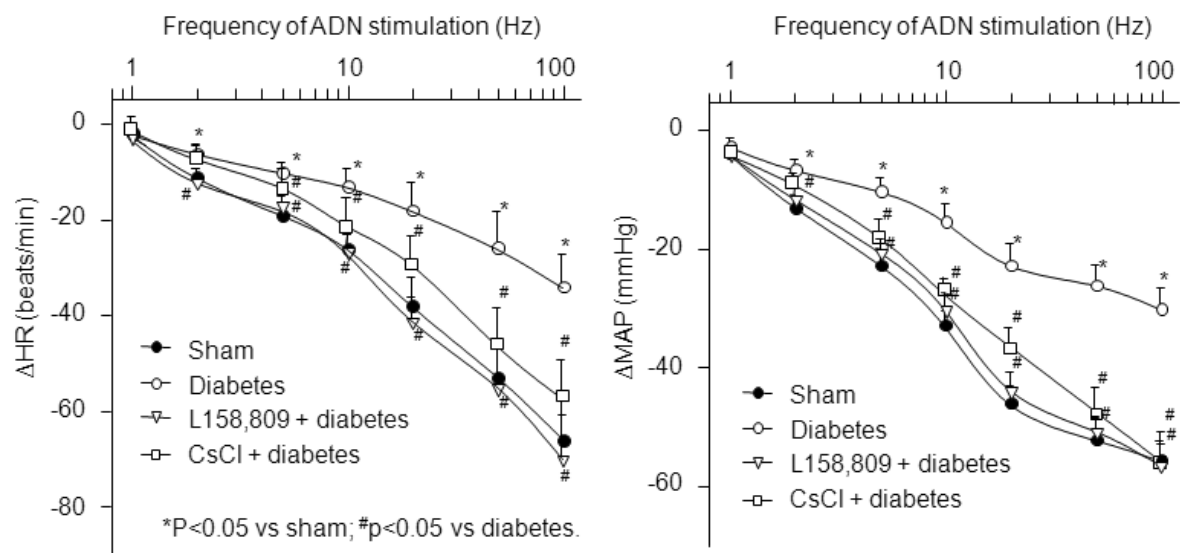 Frequency of ADN stimulation (Hz)
1 10 100
0
-20
-40
-60
-80
ΔHR (beats/min)
* * * * * *
# # # # # # # # # # #
Sham
Diabetes
L158,809 + diabetes
CsCl + diabetes
*P<0.05 vs sham; #p<0.05 vs diabetes.
Frequency of ADN stimulation (Hz)
1 10 100
0
-20
-40
-60
ΔMAP (mmHg)
* * * * * *
# # # # # # # # # # #
Sham
Diabetes
L158,809 + diabetes
CsCl + diabetes